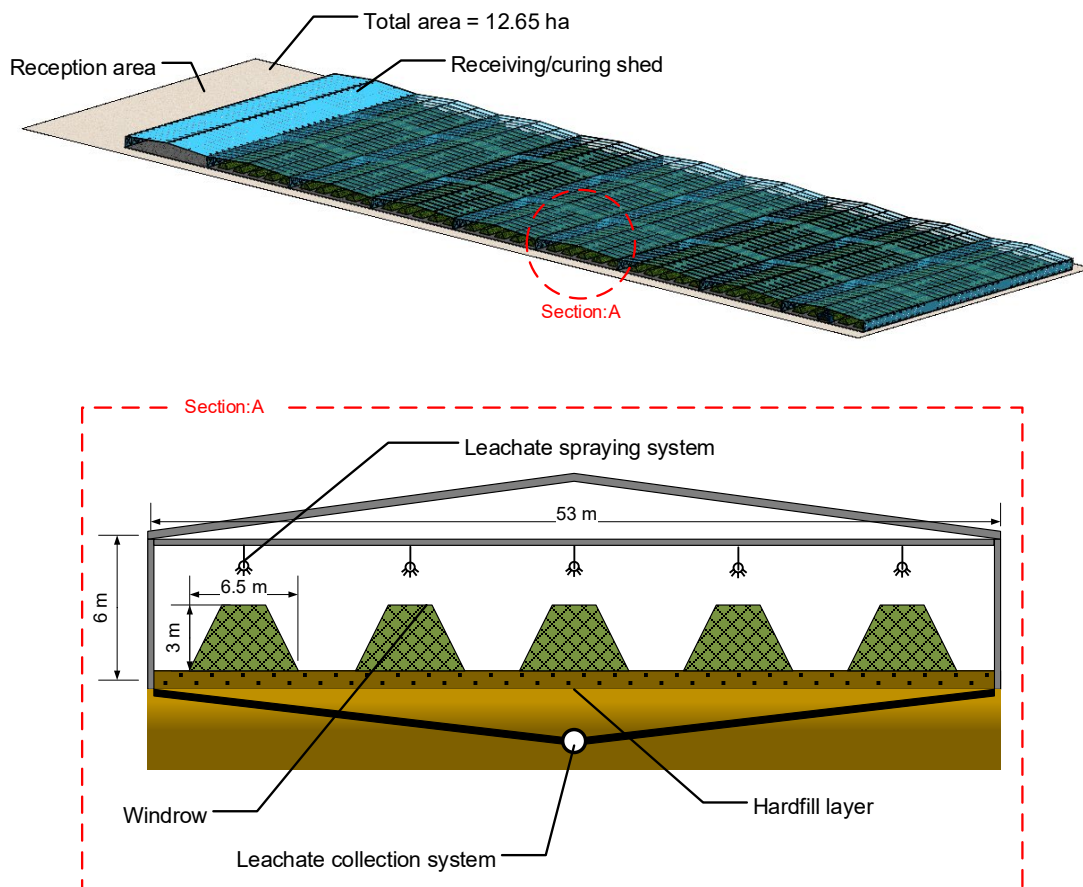 Total area = 12.65 ha
Reception area
Receiving/curing shed
Section:A
Section:A
Leachate spraying system
53 m
6.5 m
6 m
3 m
Windrow
Hardfill layer
Leachate collection system